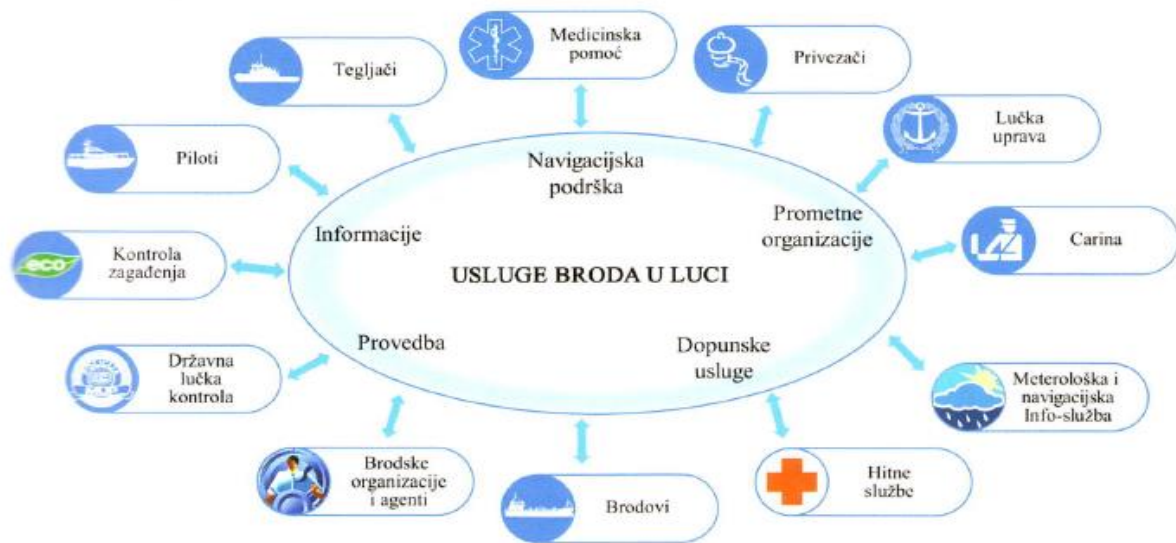 Medicinska
pomoć
Privezači
Tegljači
Lučka
uprava
Piloti
Navigacijska
podrška
Prometne
organizacije
Informacije
Carina
Kontrola
zagađenja
eco
USLUGE BRODA U LUCI
Provedba
Dopunske
usluge
Državna
lučka
kontrola
Meterološka i
navigacijska
Info-služba
Brodske
organizacije
i agenti
Brodovi
Hitne
službe